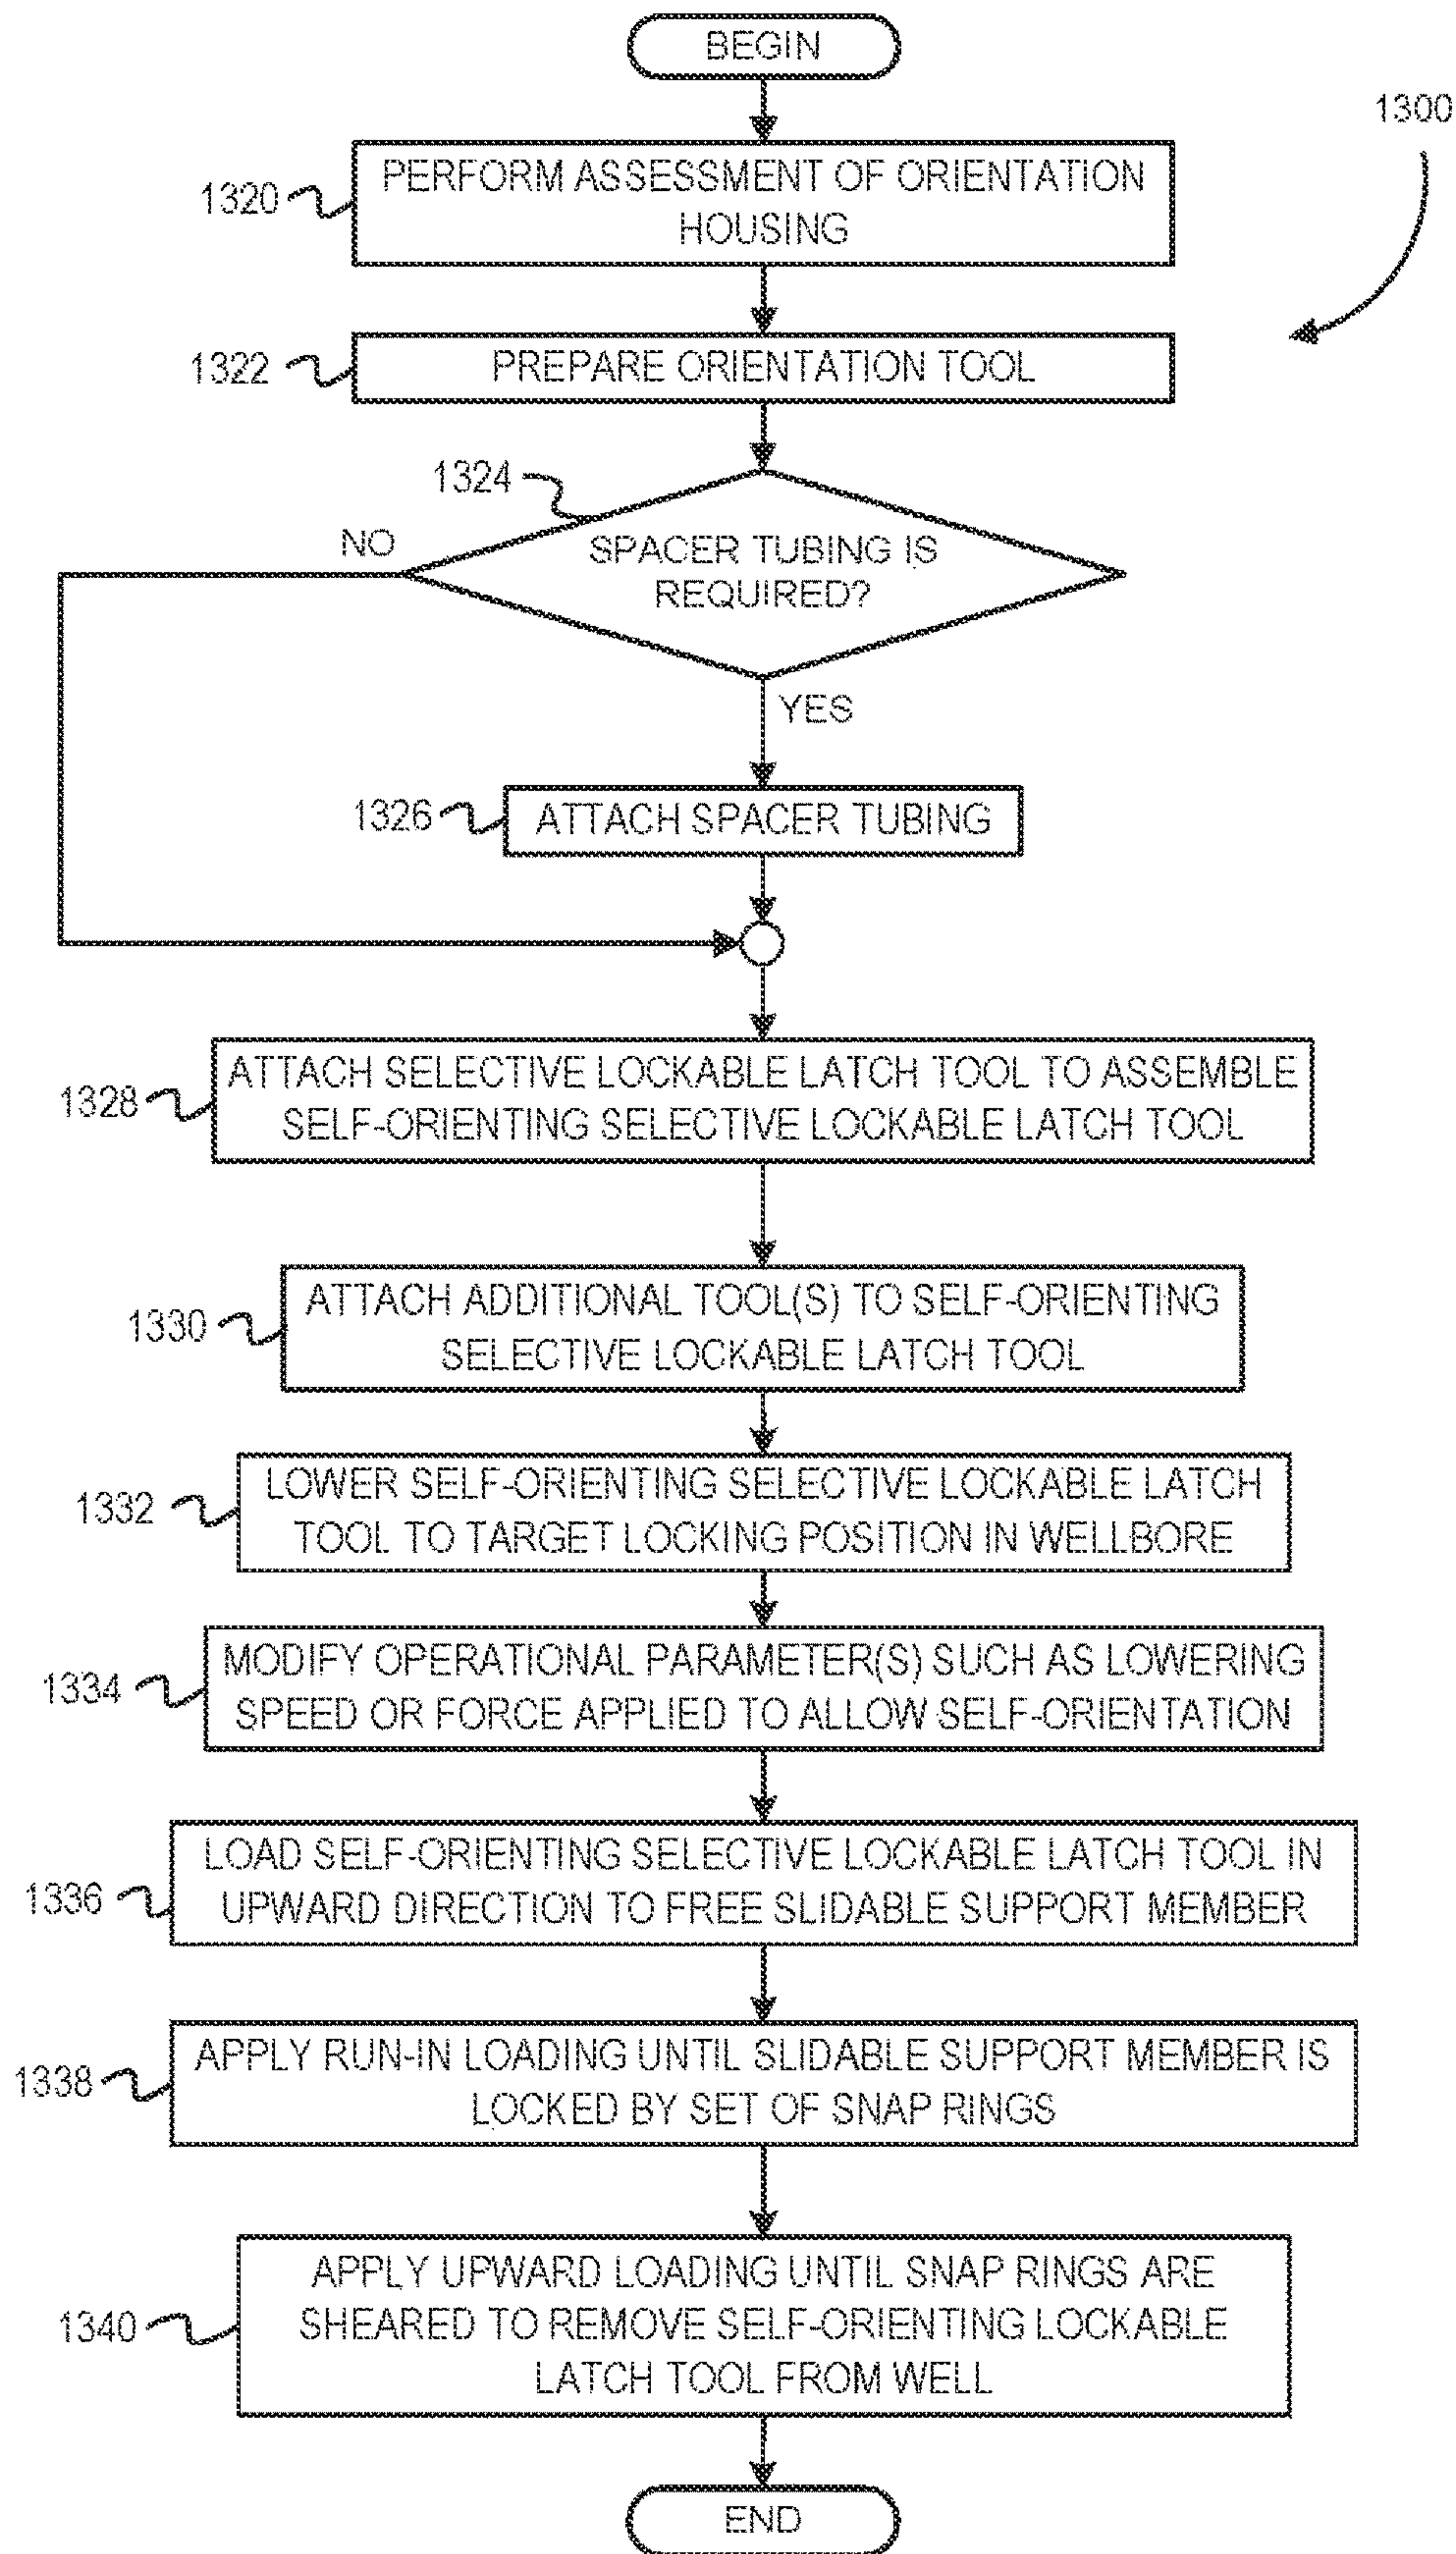 BEGIN
1300
1320
PERFORM ASSESSMENT OF ORIENTATION
HOUSING
1322
PREPARE ORIENTATION TOOL
1324
NO
SPACER TUBING IS
REQUIRED?
YES
1326
ATTACH SPACER TUBING
1328
ATTACH SELECTIVE LOCKABLE LATCH TOOL TO ASSEMBLE
SELF-ORIENTING SELECTIVE LOCKABLE LATCH TOOL
1330
ATTACH ADDITIONAL TOOL(S) TO SELF-ORIENTING
SELECTIVE LOCKABLE LATCH TOOL
1332
LOWER SELF-ORIENTING SELECTIVE LOCKABLE LATCH
TOOL TO TARGET LOCKING POSITION IN WELLBORE
1334
MODIFY OPERATIONAL PARAMETER(S) SUCH AS LOWERING
SPEED OR FORCE APPLIED TO ALLOW SELF-ORIENTATION
1336
LOAD SELF-ORIENTING SELECTIVE LOCKABLE LATCH TOOL IN
UPWARD DIRECTION TO FREE SLIDABLE SUPPORT MEMBER
1338
APPLY RUN-IN LOADING UNTIL SLIDABLE SUPPORT MEMBER IS
LOCKED BY SET OF SNAP RINGS
1340
APPLY UPWARD LOADING UNTIL SNAP RINGS ARE
SHEARED TO REMOVE SELF-ORIENTING LOCKABLE
LATCH TOOL FROM WELL
END